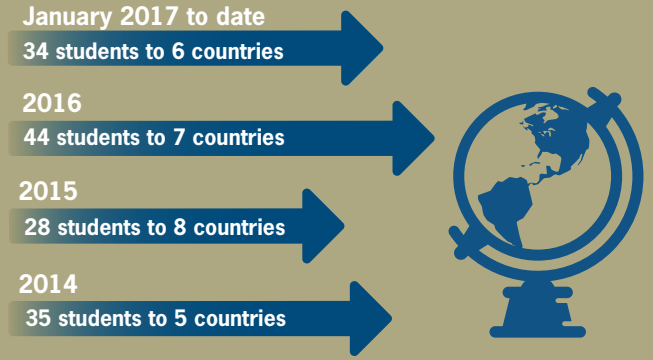 January 2017 to date
34 students to 6 countries
2016
44 students to 7 countries
2015
28 students to 8 countries
2014
35 students to 5 countries